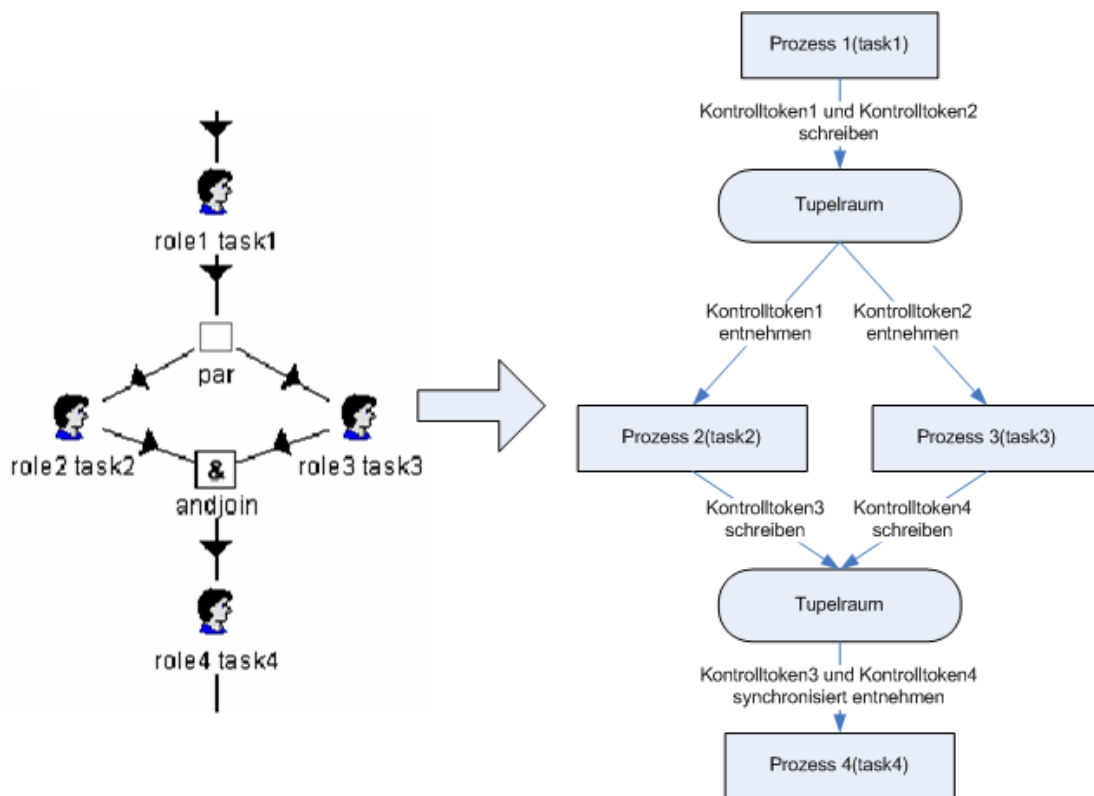 role1 task1
par
role2 task2
role3 task3
&
andjoin
role4 task4
Prozess 1(task1)
Kontrolltoken1 und Kontrolltoken2
schreiben
Tupelraum
Kontrolltoken1
entnehmen
Kontrolltoken2
entnehmen
Prozess 2(task2)
Prozess 3(task3)
Kontrolltoken3
schreiben
Kontrolltoken4
schreiben
Tupelraum
Kontrolltoken3 und Kontrolltoken4
synchronisiert entnehmen
Prozess 4(task4)